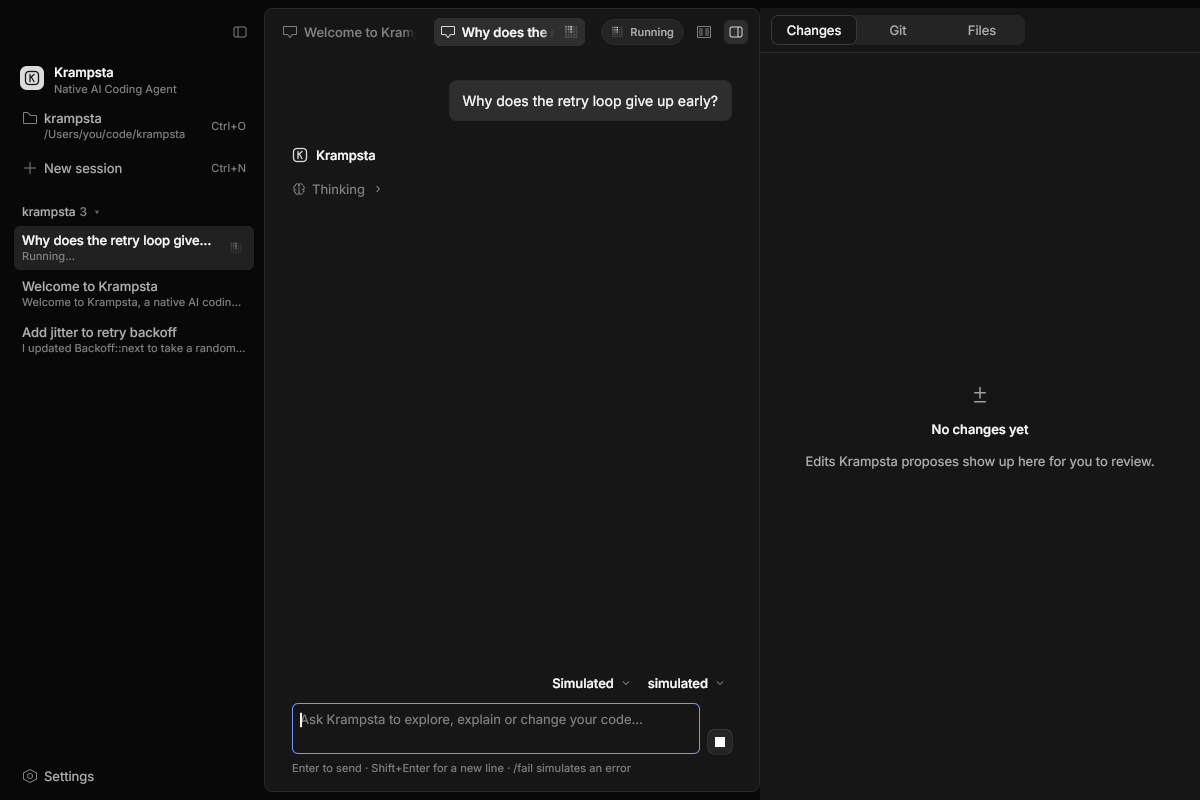 Krampsta
Native AI Coding Agent
krampsta
/Users/you/code/krampsta
Ctrl+O
New session
Ctrl+N
krampsta 3
Why does the retry loop give...
Running...
Welcome to Krampsta
Welcome to Krampsta, a native AI codin...
Add jitter to retry backoff
I updated Backoff::next to take a random...
Settings
Welcome to Kram
Why does the
Running
Why does the retry loop give up early?
K Krampsta
Thinking
Simulated
simulated
Ask Krampsta to explore, explain or change your code...
Enter to send · Shift+Enter for a new line · /fail simulates an error
Changes
Git
Files
No changes yet
Edits Krampsta proposes show up here for you to review.